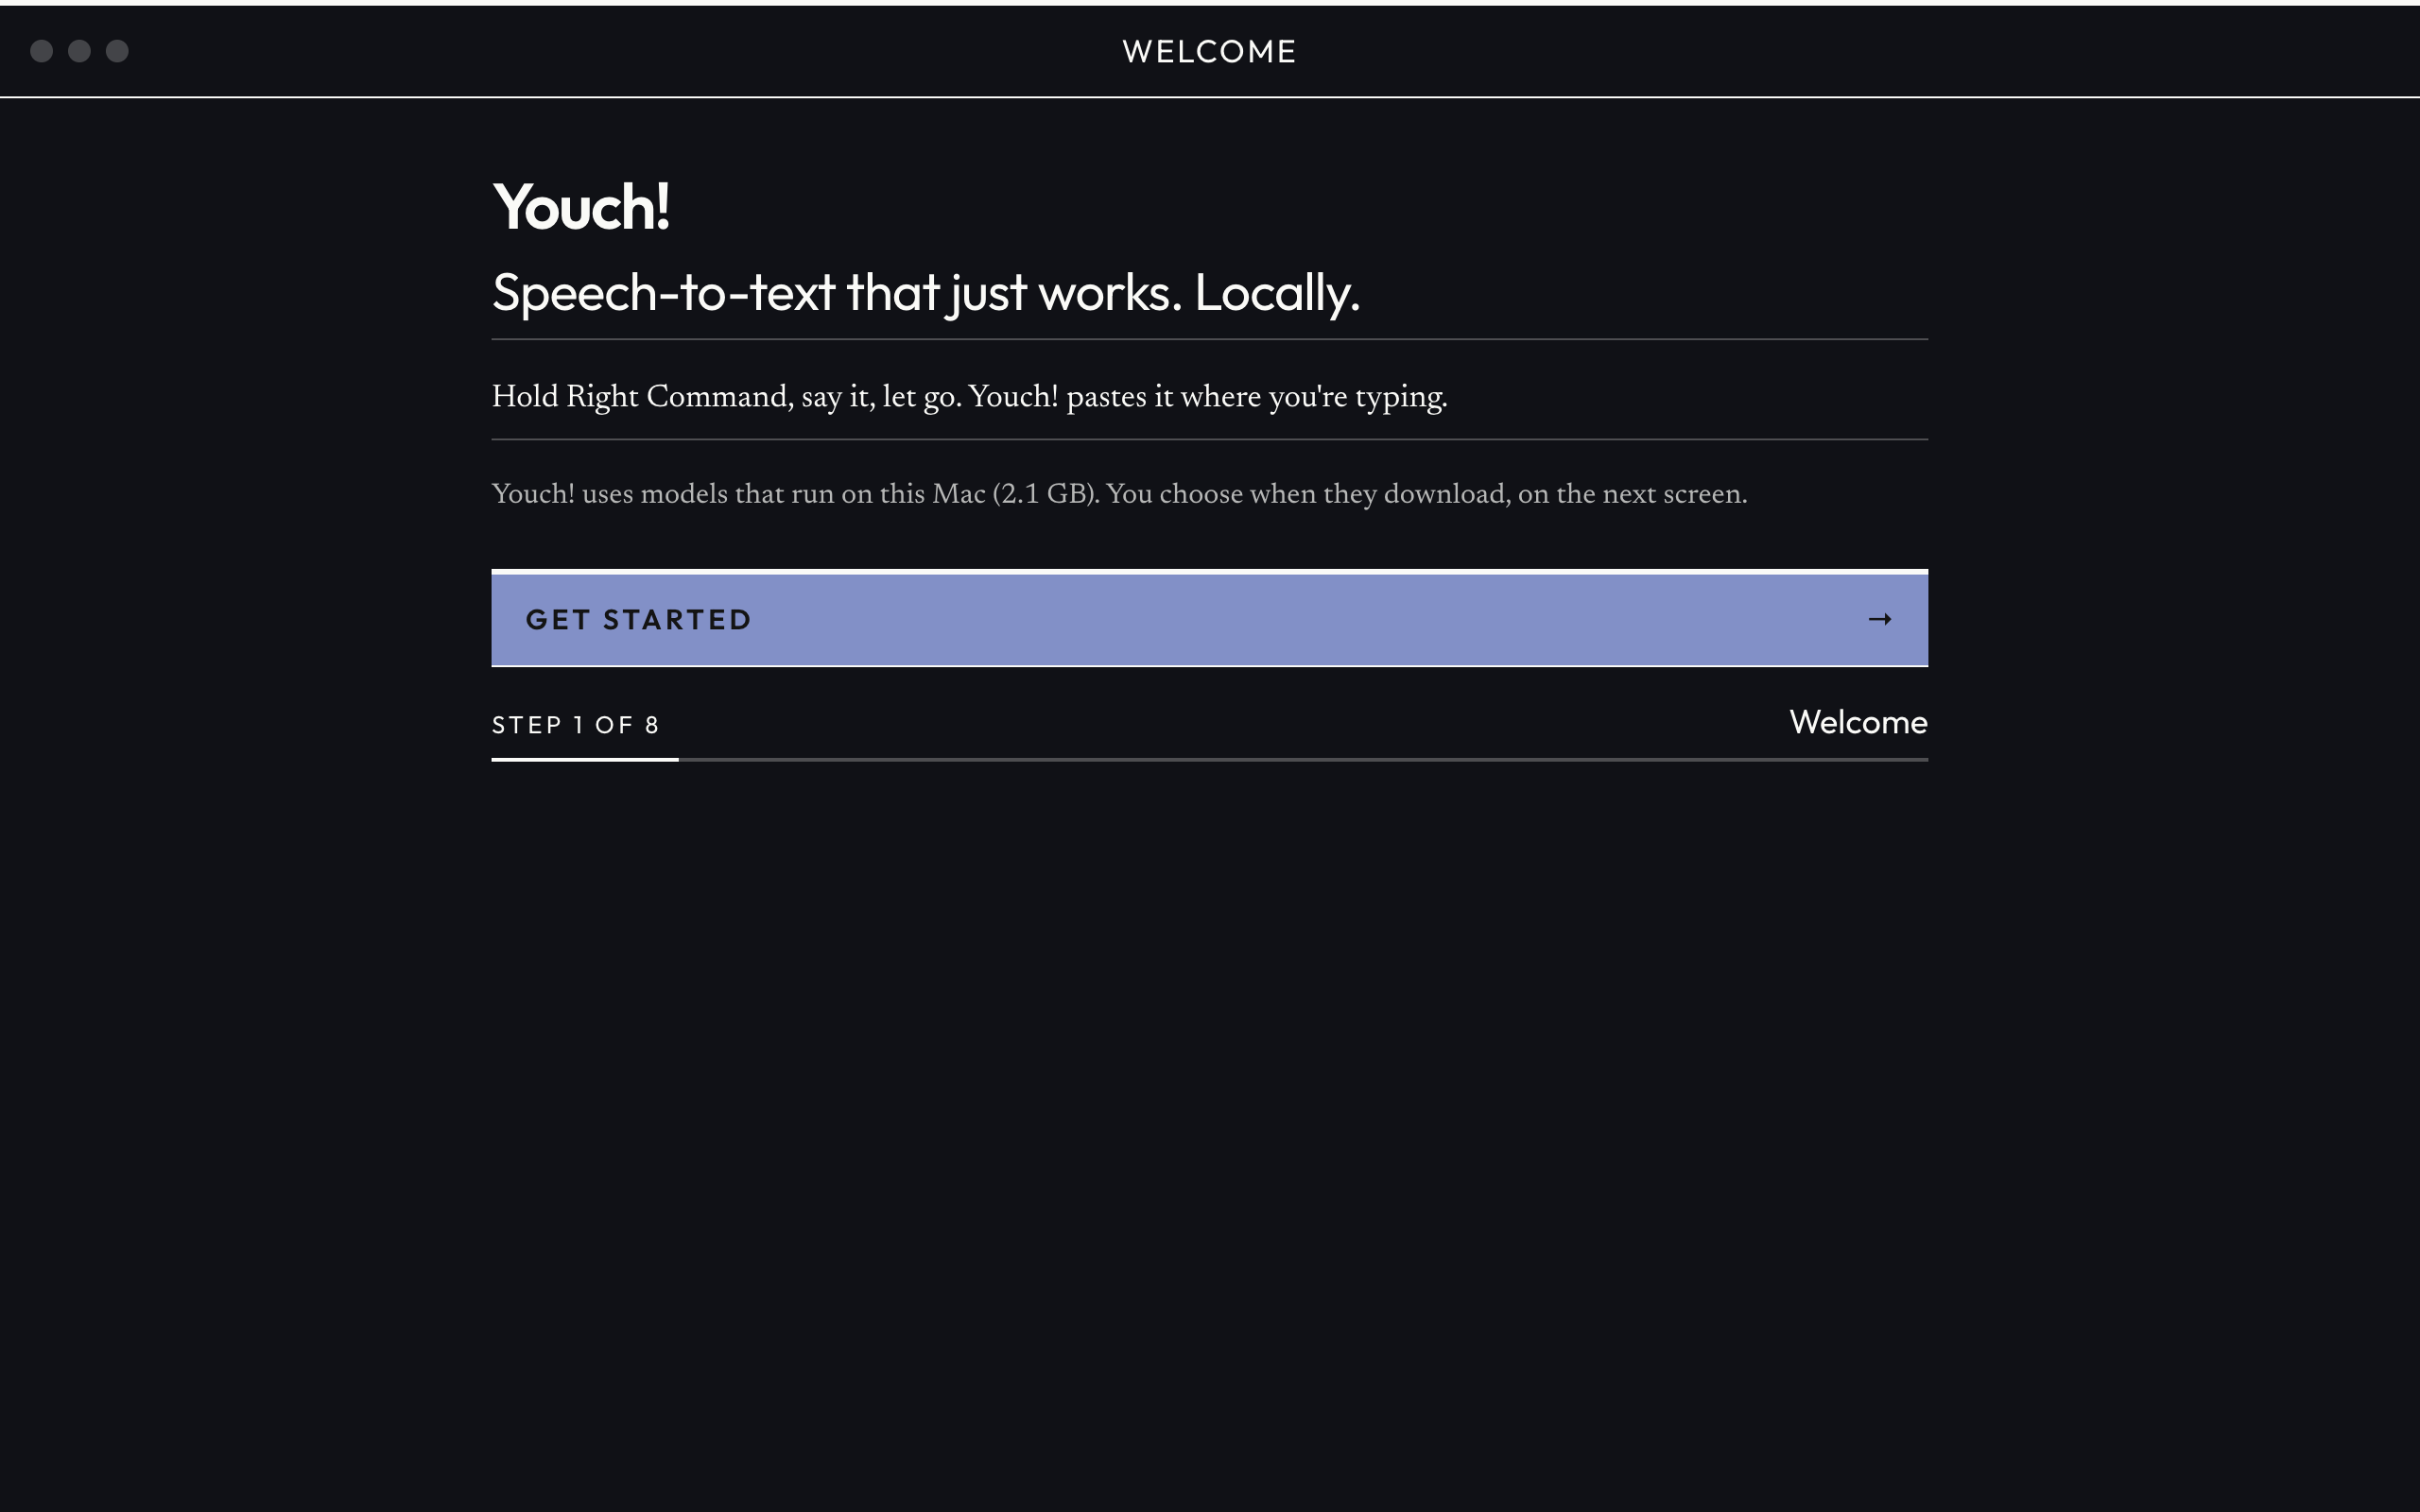 WELCOME
Youch!
Speech-to-text that just works. Locally.
Hold Right Command, say it, let go. Youch! pastes it where you're typing.
Youch! uses models that run on this Mac (2.1 GB). You choose when they download, on the next screen.
GET STARTED →
STEP 1 OF 8
Welcome